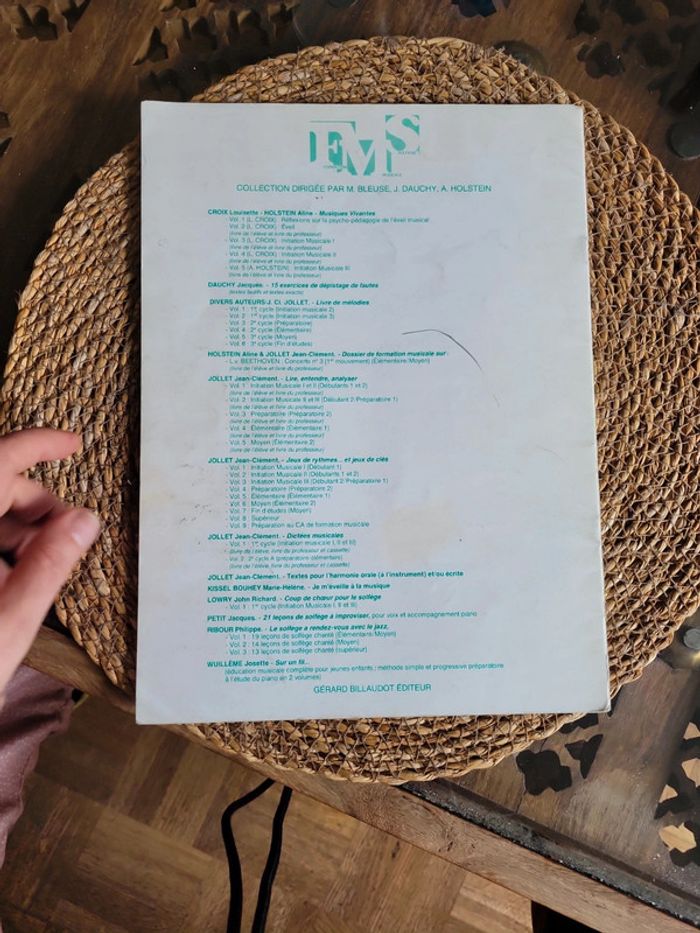 FMS
COLLECTION DIRIGÉE PAR M. BLEUSE, J. DAUCHY, A. HOLSTEIN
CROIX Louisette - HOLSTEIN Aline - Musiques Vivantes
- Vol. 1 (L. CROIX) : Réflexions sur la psycho-pédagogie de l'éveil musical
- Vol. 2 (L. CROIX) : Éveil
(livre de l'élève et livre du professeur)
- Vol. 3 (L. CROIX) : Initiation Musicale I
(livre de l'élève et livre du professeur)
- Vol. 4 (L. CROIX) : Initiation Musicale II
(livre de l'élève et livre du professeur)
- Vol. 5 (A. HOLSTEIN) : Initiation Musicale III
(livre de l'élève et livre du professeur)
DAUCHY Jacques. - 15 exercices de dépistage de fautes
(textes fautifs et textes exacts)
DIVERS AUTEURS-J. Cl. JOLLET. - Livre de mélodies
- Vol. 1 : 1er cycle (Initiation musicale 2)
- Vol. 2 : 1er cycle (Initiation musicale 3)
- Vol. 3 : 2e cycle (Préparatoire)
- Vol. 4 : 2e cycle (Élémentaire)
- Vol. 5 : 3e cycle (Moyen)
- Vol. 6 : 3e cycle (Fin d'études)
HOLSTEIN Aline & JOLLET Jean-Clément. - Dossier de formation musicale sur :
- L.v. BEETHOVEN : Concerto n° 3 (1er mouvement) (Élémentaire/Moyen)
(livre de l'élève et livre du professeur)
JOLLET Jean-Clément. - Lire, entendre, analyser
- Vol. 1 : Initiation Musicale I et II (Débutants 1 et 2)
(livre de l'élève et livre du professeur)
- Vol. 2 : Initiation Musicale II et III (Débutant 2/Préparatoire 1)
(livre de l'élève et livre du professeur)
- Vol. 3 : Préparatoire (Préparatoire 2)
(livre de l'élève et livre du professeur)
- Vol. 4 : Élémentaire (Élémentaire 1)
(livre de l'élève et livre du professeur)
- Vol. 5 : Moyen (Élémentaire 2)
(livre de l'élève et livre du professeur)
JOLLET Jean-Clément. - Jeux de rythmes... et jeux de clés
- Vol. 1 : Initiation Musicale I (Débutant 1)
- Vol. 2 : Initiation Musicale II (Débutants 1 et 2)
- Vol. 3 : Initiation Musicale III (Débutant 2/Préparatoire 1)
- Vol. 4 : Préparatoire (Préparatoire 2)
- Vol. 5 : Élémentaire (Élémentaire 1)
- Vol. 6 : Moyen (Élémentaire 2)
- Vol. 7 : Fin d'études (Moyen)
- Vol. 8 : Supérieur
- Vol. 9 : Préparation au CA de formation musicale
JOLLET Jean-Clément. - Dictées musicales
- Vol. 1 : 1er cycle (Initiation musicale I, II et III)
(livre de l'élève, livre du professeur et cassette)
- Vol. 2 : 2e cycle A (préparatoire-élémentaire)
(livre de l'élève, livre du professeur et cassette)
JOLLET Jean-Clément. - Textes pour l'harmonie orale (à l'instrument) et/ou écrite
KISSEL BOUHEY Marie-Hélène. - Je m'éveille à la musique
LOWRY John Richard. - Coup de chœur pour le solfège
- Vol. 1 : 1er cycle (Initiation Musicale I, II et III)
PETIT Jacques. - 21 leçons de solfège à improviser, pour voix et accompagnement piano
RIBOUR Philippe. - Le solfège a rendez-vous avec le jazz,
- Vol. 1 : 19 leçons de solfège chanté (Élémentaire/Moyen)
- Vol. 2 : 14 leçons de solfège chanté (Moyen)
- Vol. 3 : 13 leçons de solfège chanté (supérieur)
WUILLÈME Josette - Sur un fil...
(éducation musicale complète pour jeunes enfants ; méthode simple et progressive préparatoire
à l'étude du piano en 2 volumes)
GÉRARD BILLAUDOT ÉDITEUR